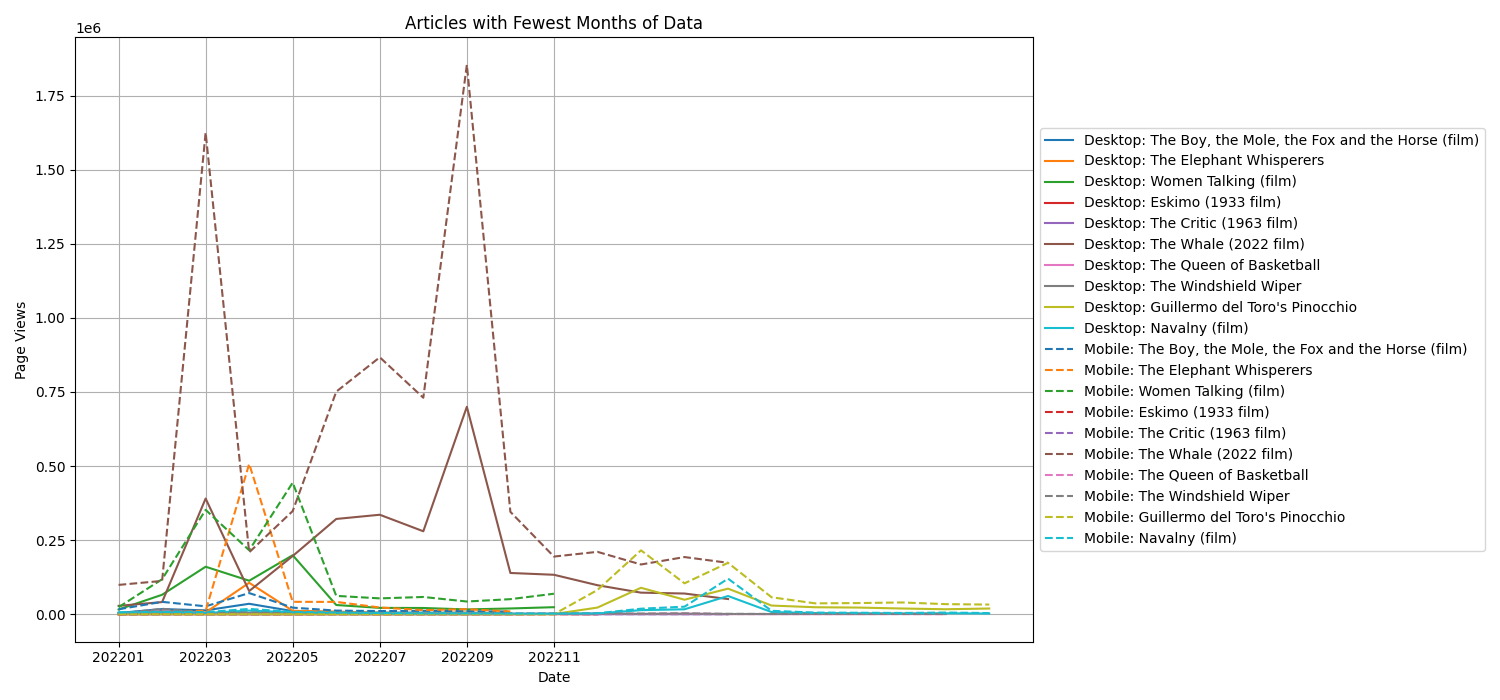 Articles with Fewest Months of Data
1e6
1.75
1.50
1.25
1.00
0.75
0.50
0.25
0.00
Page Views
202201
202203
202205
202207
202209
202211
Date
Desktop: The Boy, the Mole, the Fox and the Horse (film)
Desktop: The Elephant Whisperers
Desktop: Women Talking (film)
Desktop: Eskimo (1933 film)
Desktop: The Critic (1963 film)
Desktop: The Whale (2022 film)
Desktop: The Queen of Basketball
Desktop: The Windshield Wiper
Desktop: Guillermo del Toro's Pinocchio
Desktop: Navalny (film)
Mobile: The Boy, the Mole, the Fox and the Horse (film)
Mobile: The Elephant Whisperers
Mobile: Women Talking (film)
Mobile: Eskimo (1933 film)
Mobile: The Critic (1963 film)
Mobile: The Whale (2022 film)
Mobile: The Queen of Basketball
Mobile: The Windshield Wiper
Mobile: Guillermo del Toro's Pinocchio
Mobile: Navalny (film)